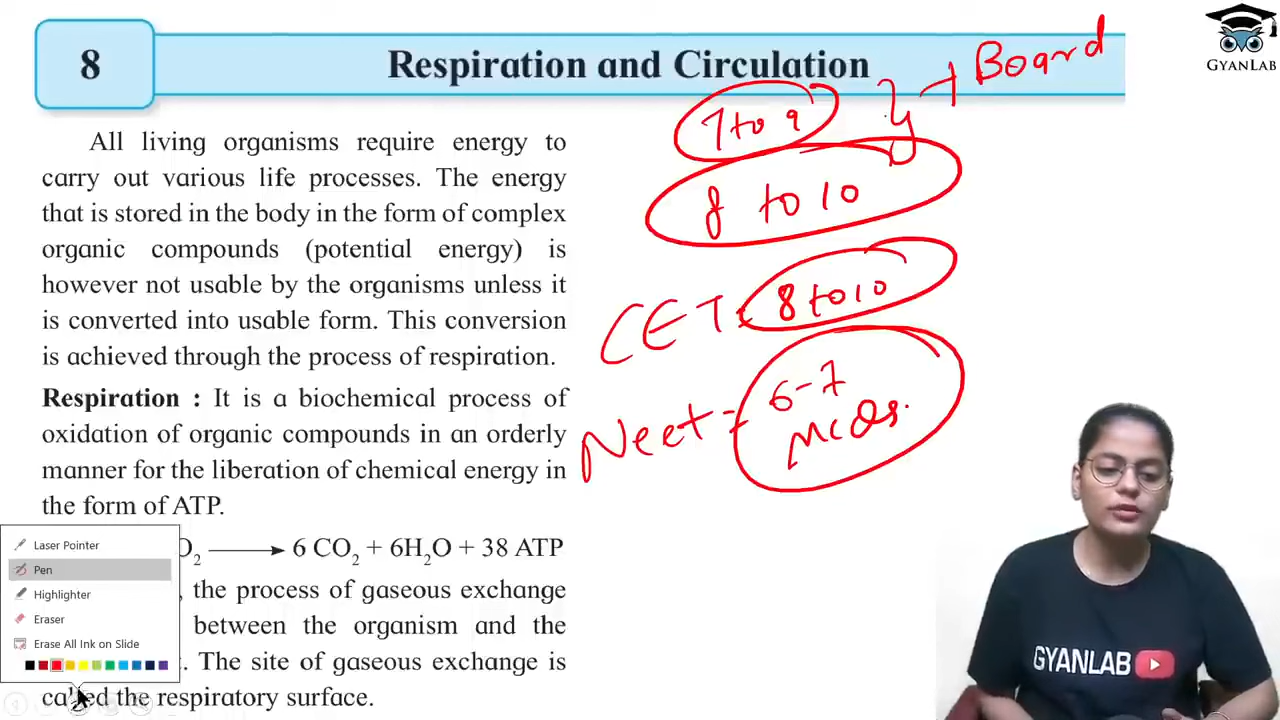 8
Respiration and Circulation
GYANLAB
All living organisms require energy to
carry out various life processes. The energy
that is stored in the body in the form of complex
organic compounds (potential energy) is
however not usable by the organisms unless it
is converted into usable form. This conversion
is achieved through the process of respiration.
Respiration : It is a biochemical process of
oxidation of organic compounds in an orderly
manner for the liberation of chemical energy in
the form of ATP.
O2 ⟶ 6 CO2 + 6H2O + 38 ATP
, the process of gaseous exchange
between the organism and the
. The site of gaseous exchange is
called the respiratory surface.
7 to 9
Board
8 to 10
CET = 8 to 10
Neet = 6-7
MCQs.
Laser Pointer
Pen
Highlighter
Eraser
Erase All Ink on Slide
GYANLAB